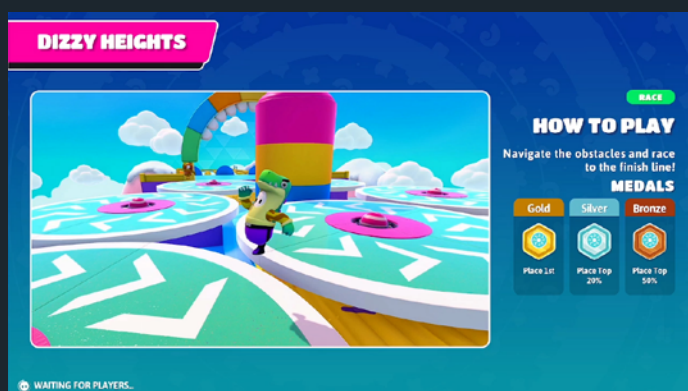 DIZZY HEIGHTS
RACE
HOW TO PLAY
Navigate the obstacles and race
to the finish line!
MEDALS
Gold Silver Bronze
Place 1st Place Top Place Top
20% 50%
WAITING FOR PLAYERS...